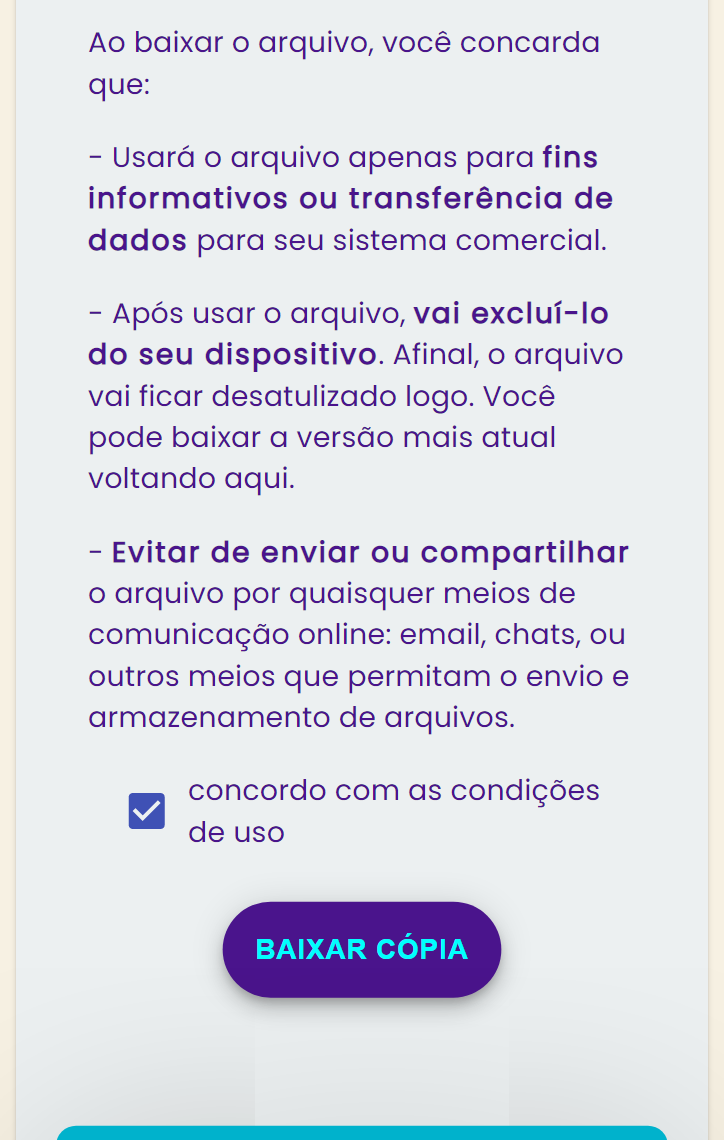 Ao baixar o arquivo, você concorda
que:
- Usará o arquivo apenas para fins
informativos ou transferência de
dados para seu sistema comercial.
- Após usar o arquivo, vai excluí-lo
do seu dispositivo. Afinal, o arquivo
vai ficar desatulizado logo. Você
pode baixar a versão mais atual
voltando aqui.
- Evitar de enviar ou compartilhar
o arquivo por quaisquer meios de
comunicação online: email, chats, ou
outros meios que permitam o envio e
armazenamento de arquivos.
concordo com as condições
de uso
BAIXAR CÓPIA